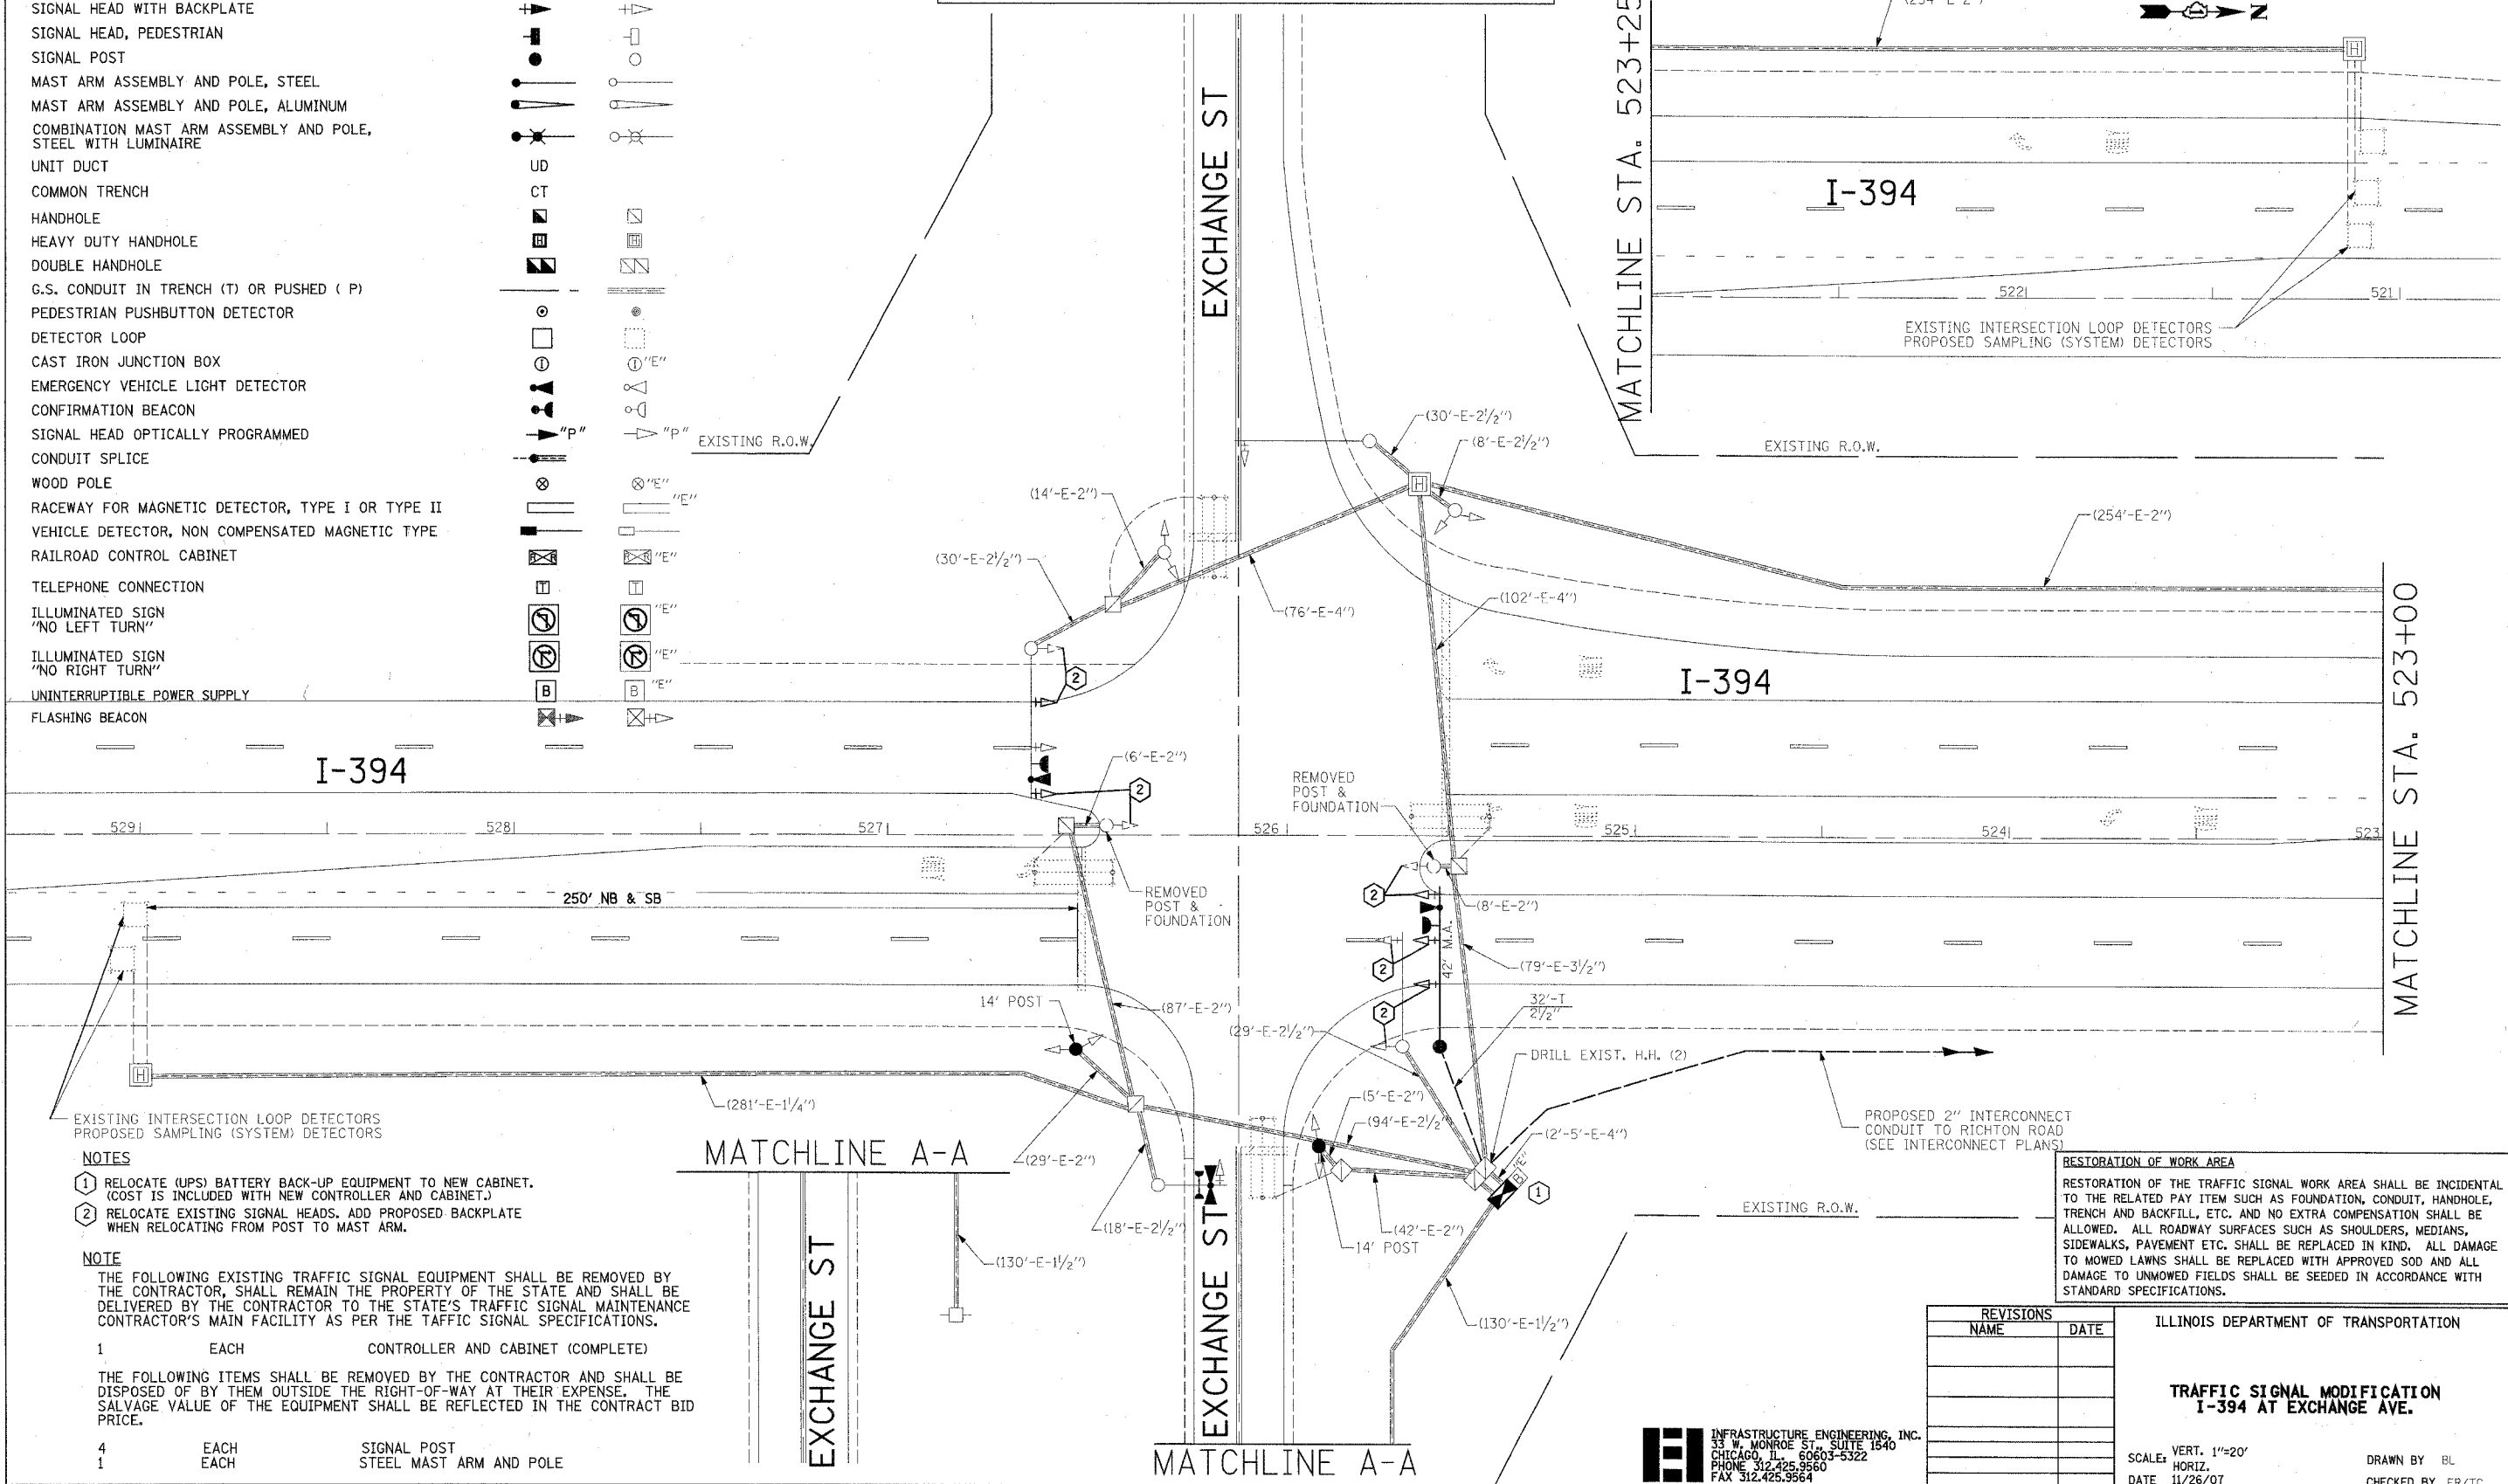 SIGNAL HEAD WITH BACKPLATE
SIGNAL HEAD, PEDESTRIAN
SIGNAL POST
MAST ARM ASSEMBLY AND POLE, STEEL
MAST ARM ASSEMBLY AND POLE, ALUMINUM
COMBINATION MAST ARM ASSEMBLY AND POLE,
STEEL WITH LUMINAIRE
UNIT DUCT UD
COMMON TRENCH CT
HANDHOLE
HEAVY DUTY HANDHOLE H H
DOUBLE HANDHOLE
G.S. CONDUIT IN TRENCH (T) OR PUSHED ( P)
PEDESTRIAN PUSHBUTTON DETECTOR
DETECTOR LOOP
CAST IRON JUNCTION BOX I I "E"
EMERGENCY VEHICLE LIGHT DETECTOR
CONFIRMATION BEACON
SIGNAL HEAD OPTICALLY PROGRAMMED "P" "P"
CONDUIT SPLICE
WOOD POLE "E"
RACEWAY FOR MAGNETIC DETECTOR, TYPE I OR TYPE II "E"
VEHICLE DETECTOR, NON COMPENSATED MAGNETIC TYPE
RAILROAD CONTROL CABINET "E"
TELEPHONE CONNECTION T T
ILLUMINATED SIGN
"NO LEFT TURN" "E"
ILLUMINATED SIGN
"NO RIGHT TURN" "E"
UNINTERRUPTIBLE POWER SUPPLY B B "E"
FLASHING BEACON
EXISTING R.O.W.
EXCHANGE ST
MATCHLINE STA. 523+25
(254'-E-2")
N
H
I-394
522
521
EXISTING INTERSECTION LOOP DETECTORS
PROPOSED SAMPLING (SYSTEM) DETECTORS
EXISTING R.O.W.
(30'-E-2½")
(8'-E-2½")
H
(14'-E-2")
(30'-E-2½")
(76'-E-4")
(102'-E-4")
(254'-E-2")
I-394
MATCHLINE STA. 523+00
2
I-394
(6'-E-2")
2
REMOVED
POST &
FOUNDATION
529
528
527
526
525
524
523
250' NB & SB
REMOVED
POST &
FOUNDATION
2
(8'-E-2")
42' M.A.
2
(79'-E-3½")
2
32'-T
2½"
14' POST
(87'-E-2")
(29'-E-2½")
DRILL EXIST. H.H. (2)
H
(281'-E-1¼")
(5'-E-2")
(94'-E-2½")
(2'-5'-E-4")
PROPOSED 2" INTERCONNECT
CONDUIT TO RICHTON ROAD
(SEE INTERCONNECT PLANS)
EXISTING INTERSECTION LOOP DETECTORS
PROPOSED SAMPLING (SYSTEM) DETECTORS
(29'-E-2")
(18'-E-2½")
(42'-E-2")
14' POST
B "E"
1
EXISTING R.O.W.
(130'-E-1½")
MATCHLINE A-A
EXCHANGE ST
(130'-E-1½")
EXCHANGE ST
MATCHLINE A-A
NOTES
1 RELOCATE (UPS) BATTERY BACK-UP EQUIPMENT TO NEW CABINET.
(COST IS INCLUDED WITH NEW CONTROLLER AND CABINET.)
2 RELOCATE EXISTING SIGNAL HEADS. ADD PROPOSED BACKPLATE
WHEN RELOCATING FROM POST TO MAST ARM.
NOTE
THE FOLLOWING EXISTING TRAFFIC SIGNAL EQUIPMENT SHALL BE REMOVED BY
THE CONTRACTOR, SHALL REMAIN THE PROPERTY OF THE STATE AND SHALL BE
DELIVERED BY THE CONTRACTOR TO THE STATE'S TRAFFIC SIGNAL MAINTENANCE
CONTRACTOR'S MAIN FACILITY AS PER THE TAFFIC SIGNAL SPECIFICATIONS.
1 EACH CONTROLLER AND CABINET (COMPLETE)
THE FOLLOWING ITEMS SHALL BE REMOVED BY THE CONTRACTOR AND SHALL BE
DISPOSED OF BY THEM OUTSIDE THE RIGHT-OF-WAY AT THEIR EXPENSE. THE
SALVAGE VALUE OF THE EQUIPMENT SHALL BE REFLECTED IN THE CONTRACT BID
PRICE.
4 EACH SIGNAL POST
1 EACH STEEL MAST ARM AND POLE
RESTORATION OF WORK AREA
RESTORATION OF THE TRAFFIC SIGNAL WORK AREA SHALL BE INCIDENTAL
TO THE RELATED PAY ITEM SUCH AS FOUNDATION, CONDUIT, HANDHOLE,
TRENCH AND BACKFILL, ETC. AND NO EXTRA COMPENSATION SHALL BE
ALLOWED. ALL ROADWAY SURFACES SUCH AS SHOULDERS, MEDIANS,
SIDEWALKS, PAVEMENT ETC. SHALL BE REPLACED IN KIND. ALL DAMAGE
TO MOWED LAWNS SHALL BE REPLACED WITH APPROVED SOD AND ALL
DAMAGE TO UNMOWED FIELDS SHALL BE SEEDED IN ACCORDANCE WITH
STANDARD SPECIFICATIONS.
REVISIONS
NAME DATE
ILLINOIS DEPARTMENT OF TRANSPORTATION
TRAFFIC SIGNAL MODIFICATION
I-394 AT EXCHANGE AVE.
SCALE: VERT. 1"=20'
HORIZ.
DATE 11/26/07
DRAWN BY BL
CHECKED BY
INFRASTRUCTURE ENGINEERING, INC.
33 W. MONROE ST., SUITE 1540
CHICAGO, IL. 60603-5322
PHONE 312.425.9560
FAX 312.425.9564